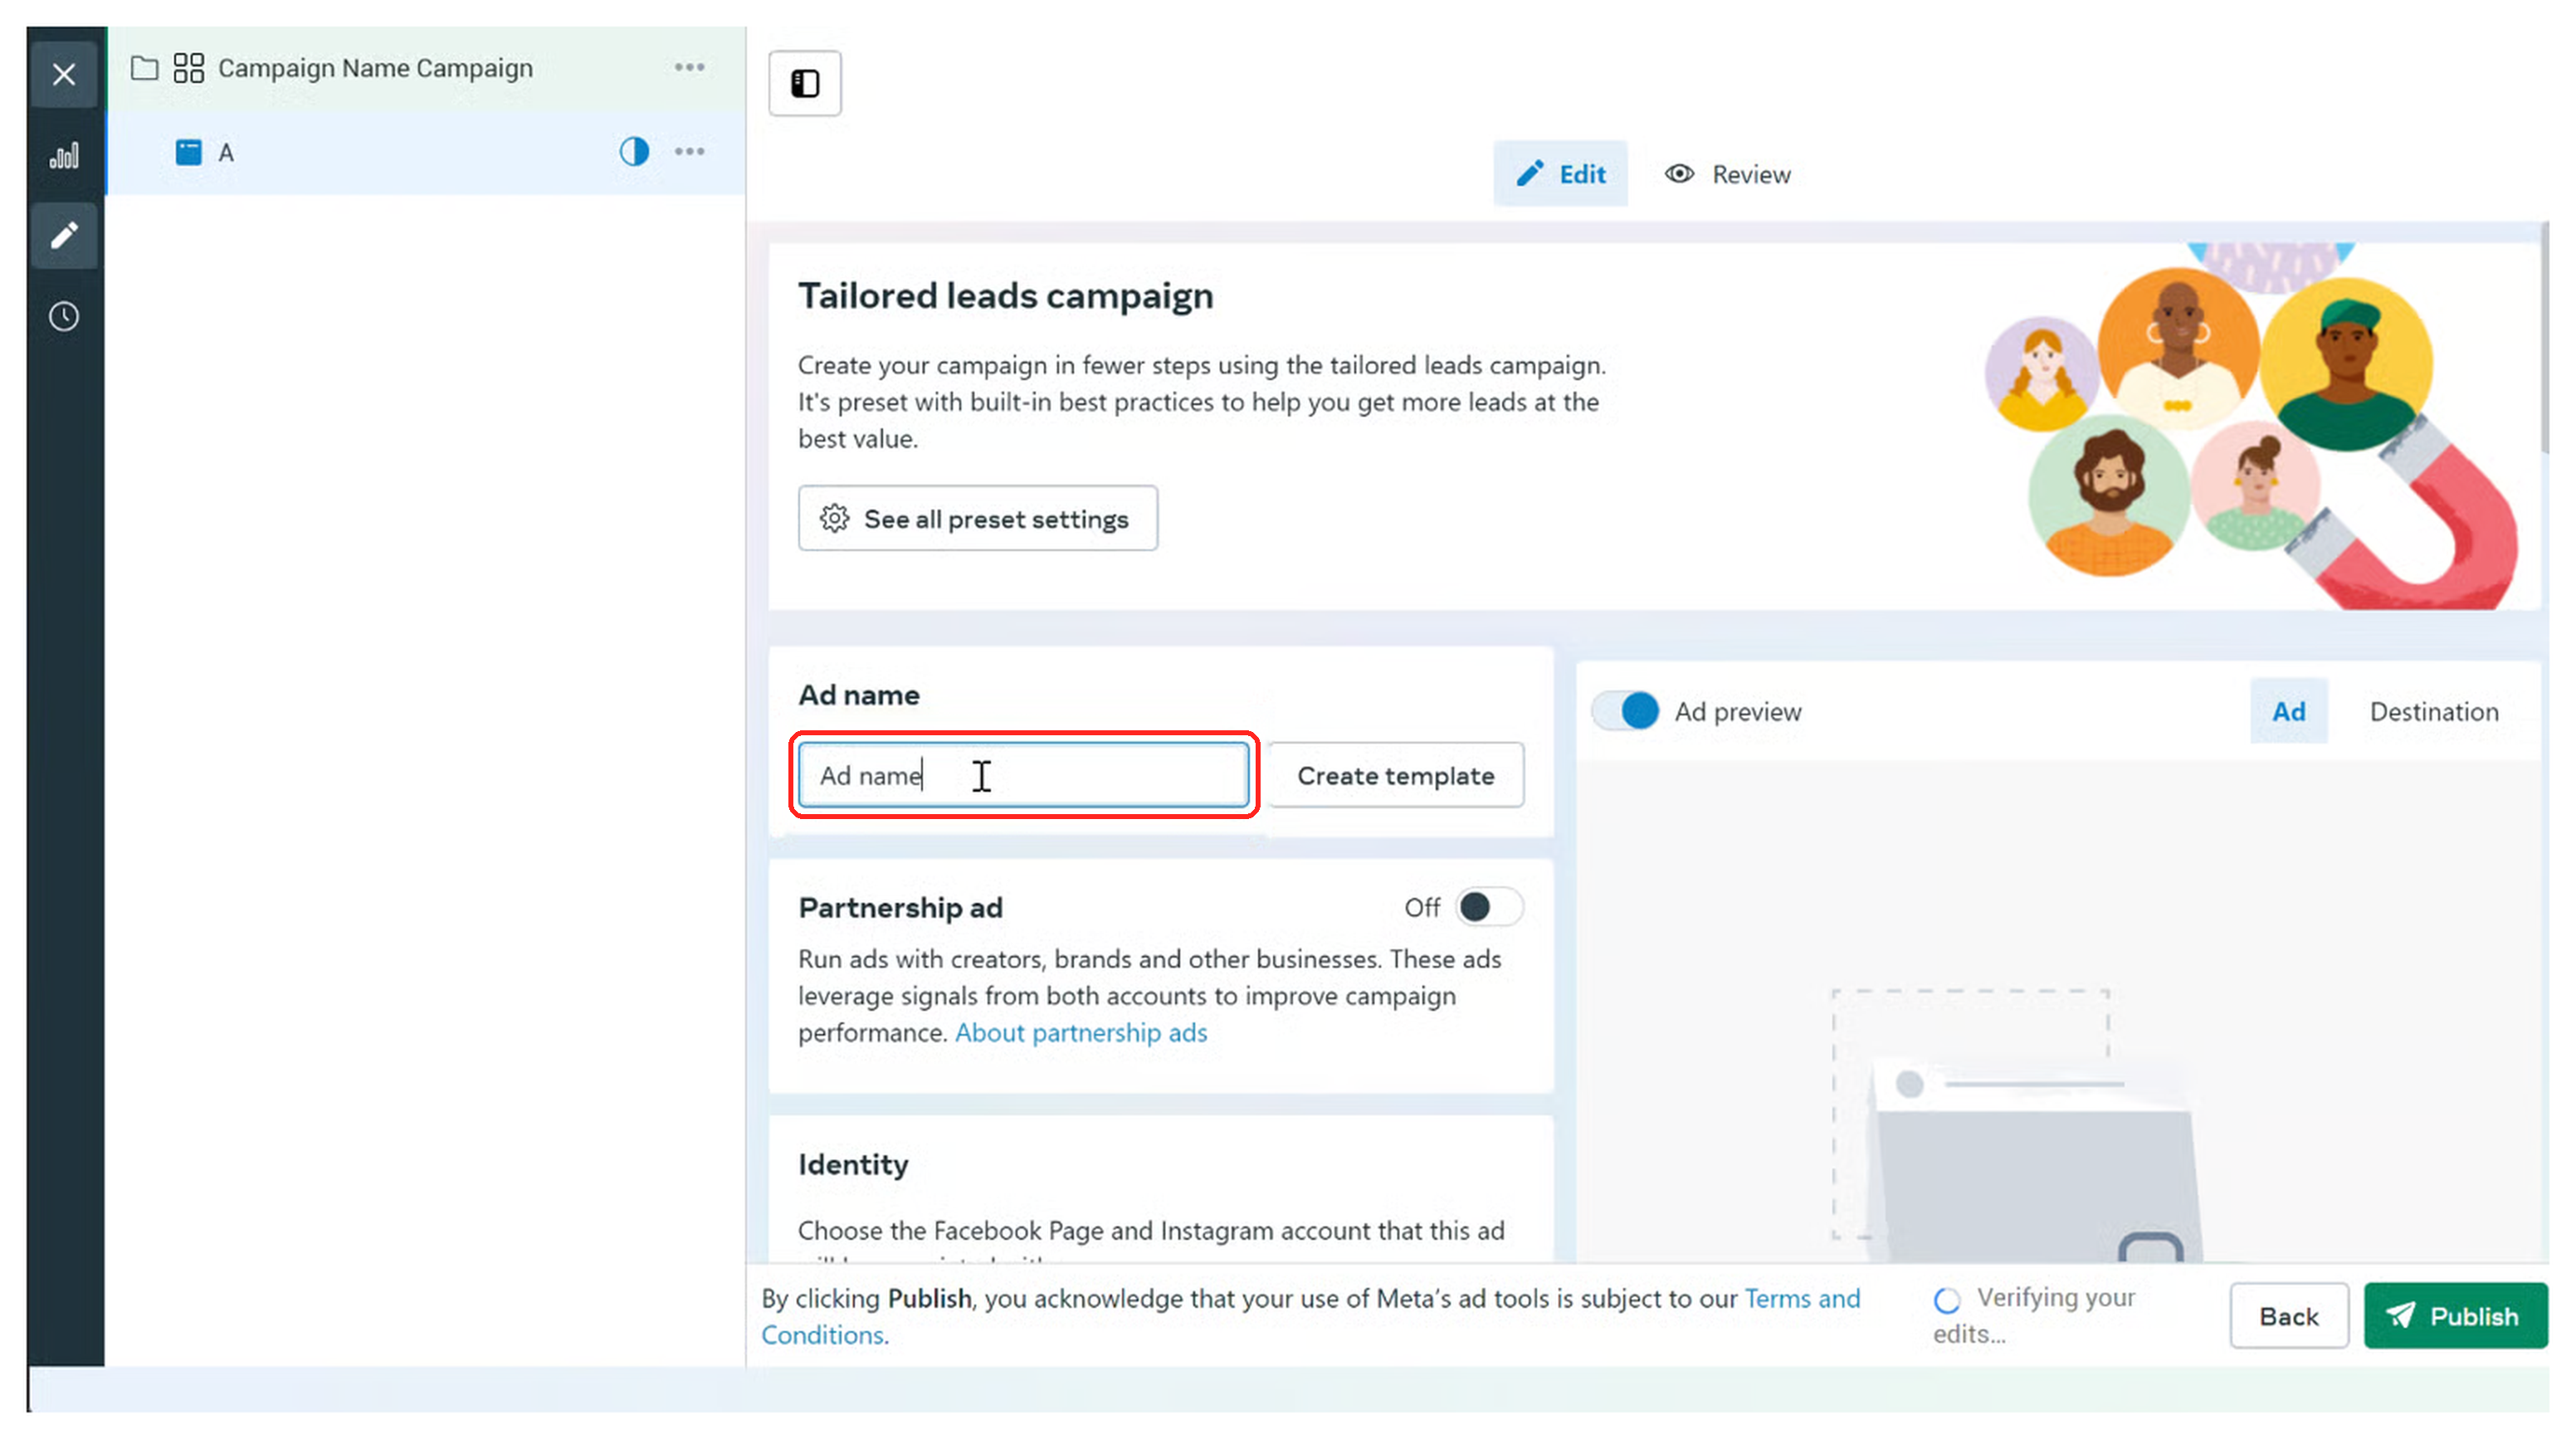 Campaign Name Campaign
A
Edit
Review
Tailored leads campaign
Create your campaign in fewer steps using the tailored leads campaign.
It's preset with built-in best practices to help you get more leads at the
best value.
See all preset settings
Ad name
Ad name
Create template
Ad preview
Ad
Destination
Partnership ad
Off
Run ads with creators, brands and other businesses. These ads
leverage signals from both accounts to improve campaign
performance. About partnership ads
Identity
Choose the Facebook Page and Instagram account that this ad
By clicking Publish, you acknowledge that your use of Meta's ad tools is subject to our Terms and
Conditions.
Verifying your
edits...
Back
Publish